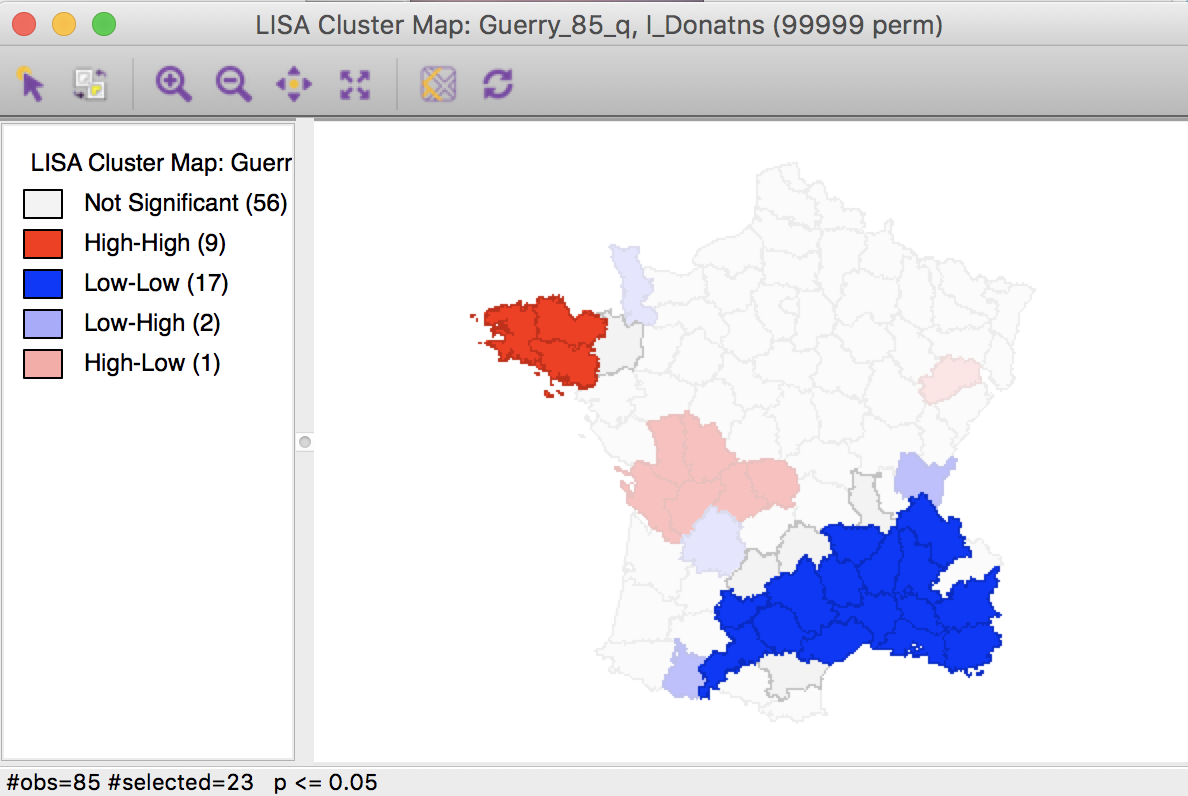 LISA Cluster Map: Guerry_85_q, I_Donatns (99999 perm)
LISA Cluster Map: Guerr
Not Significant (56)
High-High (9)
Low-Low (17)
Low-High (2)
High-Low (1)
#obs=85 #selected=23 p <= 0.05